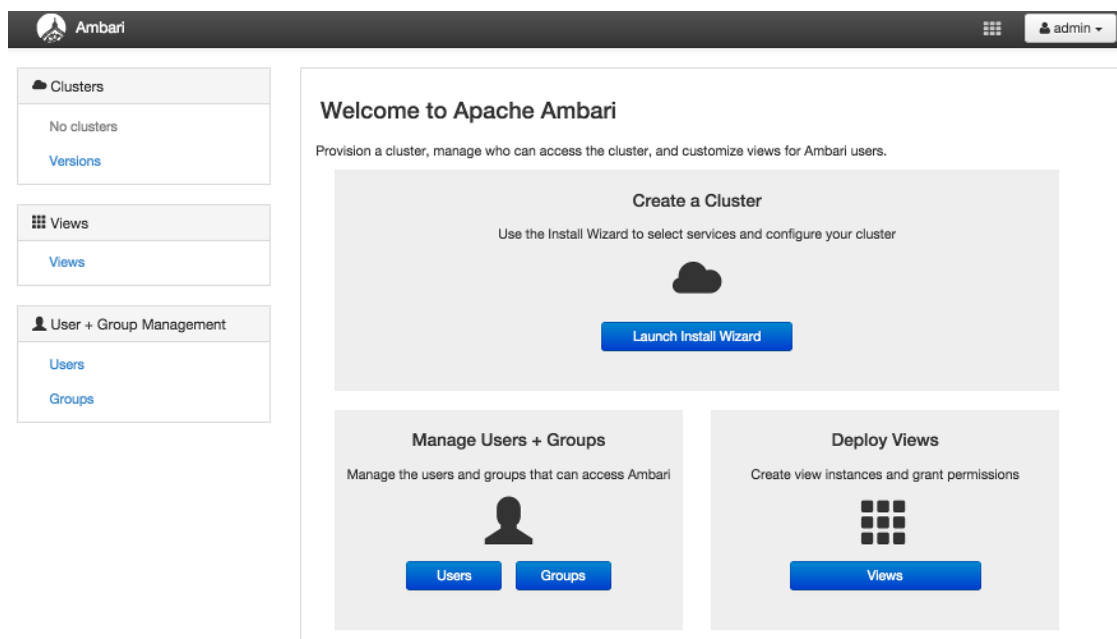 Ambari
admin
Clusters
No clusters
Versions
Views
Views
User + Group Management
Users
Groups
Welcome to Apache Ambari
Provision a cluster, manage who can access the cluster, and customize views for Ambari users.
Create a Cluster
Use the Install Wizard to select services and configure your cluster
Launch Install Wizard
Manage Users + Groups
Manage the users and groups that can access Ambari
Users
Groups
Deploy Views
Create view instances and grant permissions
Views